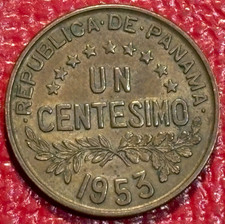 REPUBLICA·DE·PANAMA
UN
CENTESIMO
1953